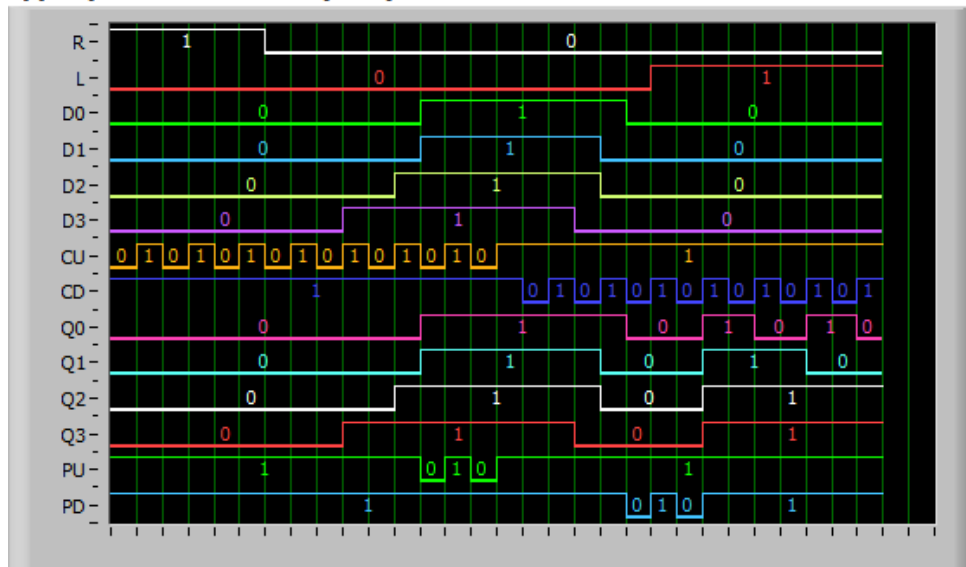 R- 1 0
L- 0 1
D0- 0 1 0
D1- 0 1 0
D2- 0 1 0
D3- 0 1 0
CU- 0 1 0 1 0 1 0 1 0 1 0 1 0 1 0 1
CD- 1 0 1 0 1 0 1 0 1 0 1 0 1 0 1
Q0- 0 1 0 1 0 1 0
Q1- 0 1 0 1 0
Q2- 0 1 0 1
Q3- 0 1 0 1
PU- 1 0 1 0 1
PD- 1 0 1 0 1